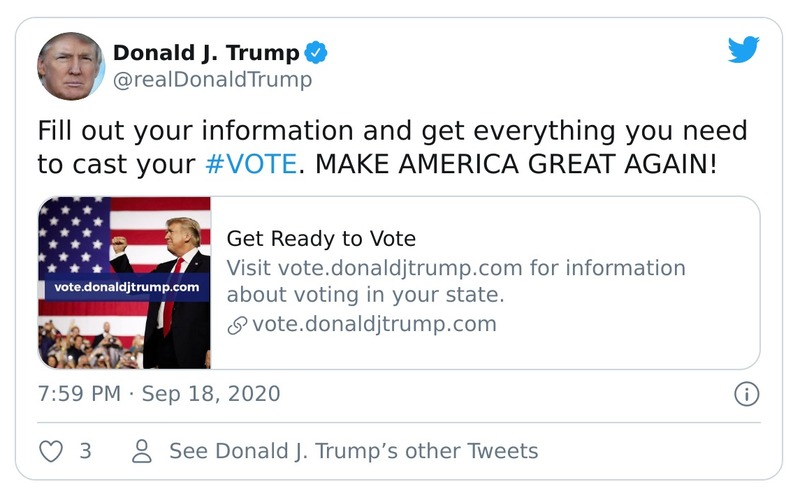 Donald J. Trump
@realDonaldTrump
Fill out your information and get everything you need
to cast your #VOTE. MAKE AMERICA GREAT AGAIN!
vote.donaldjtrump.com
Get Ready to Vote
Visit vote.donaldjtrump.com for information
about voting in your state.
vote.donaldjtrump.com
7:59 PM · Sep 18, 2020
3 See Donald J. Trump’s other Tweets